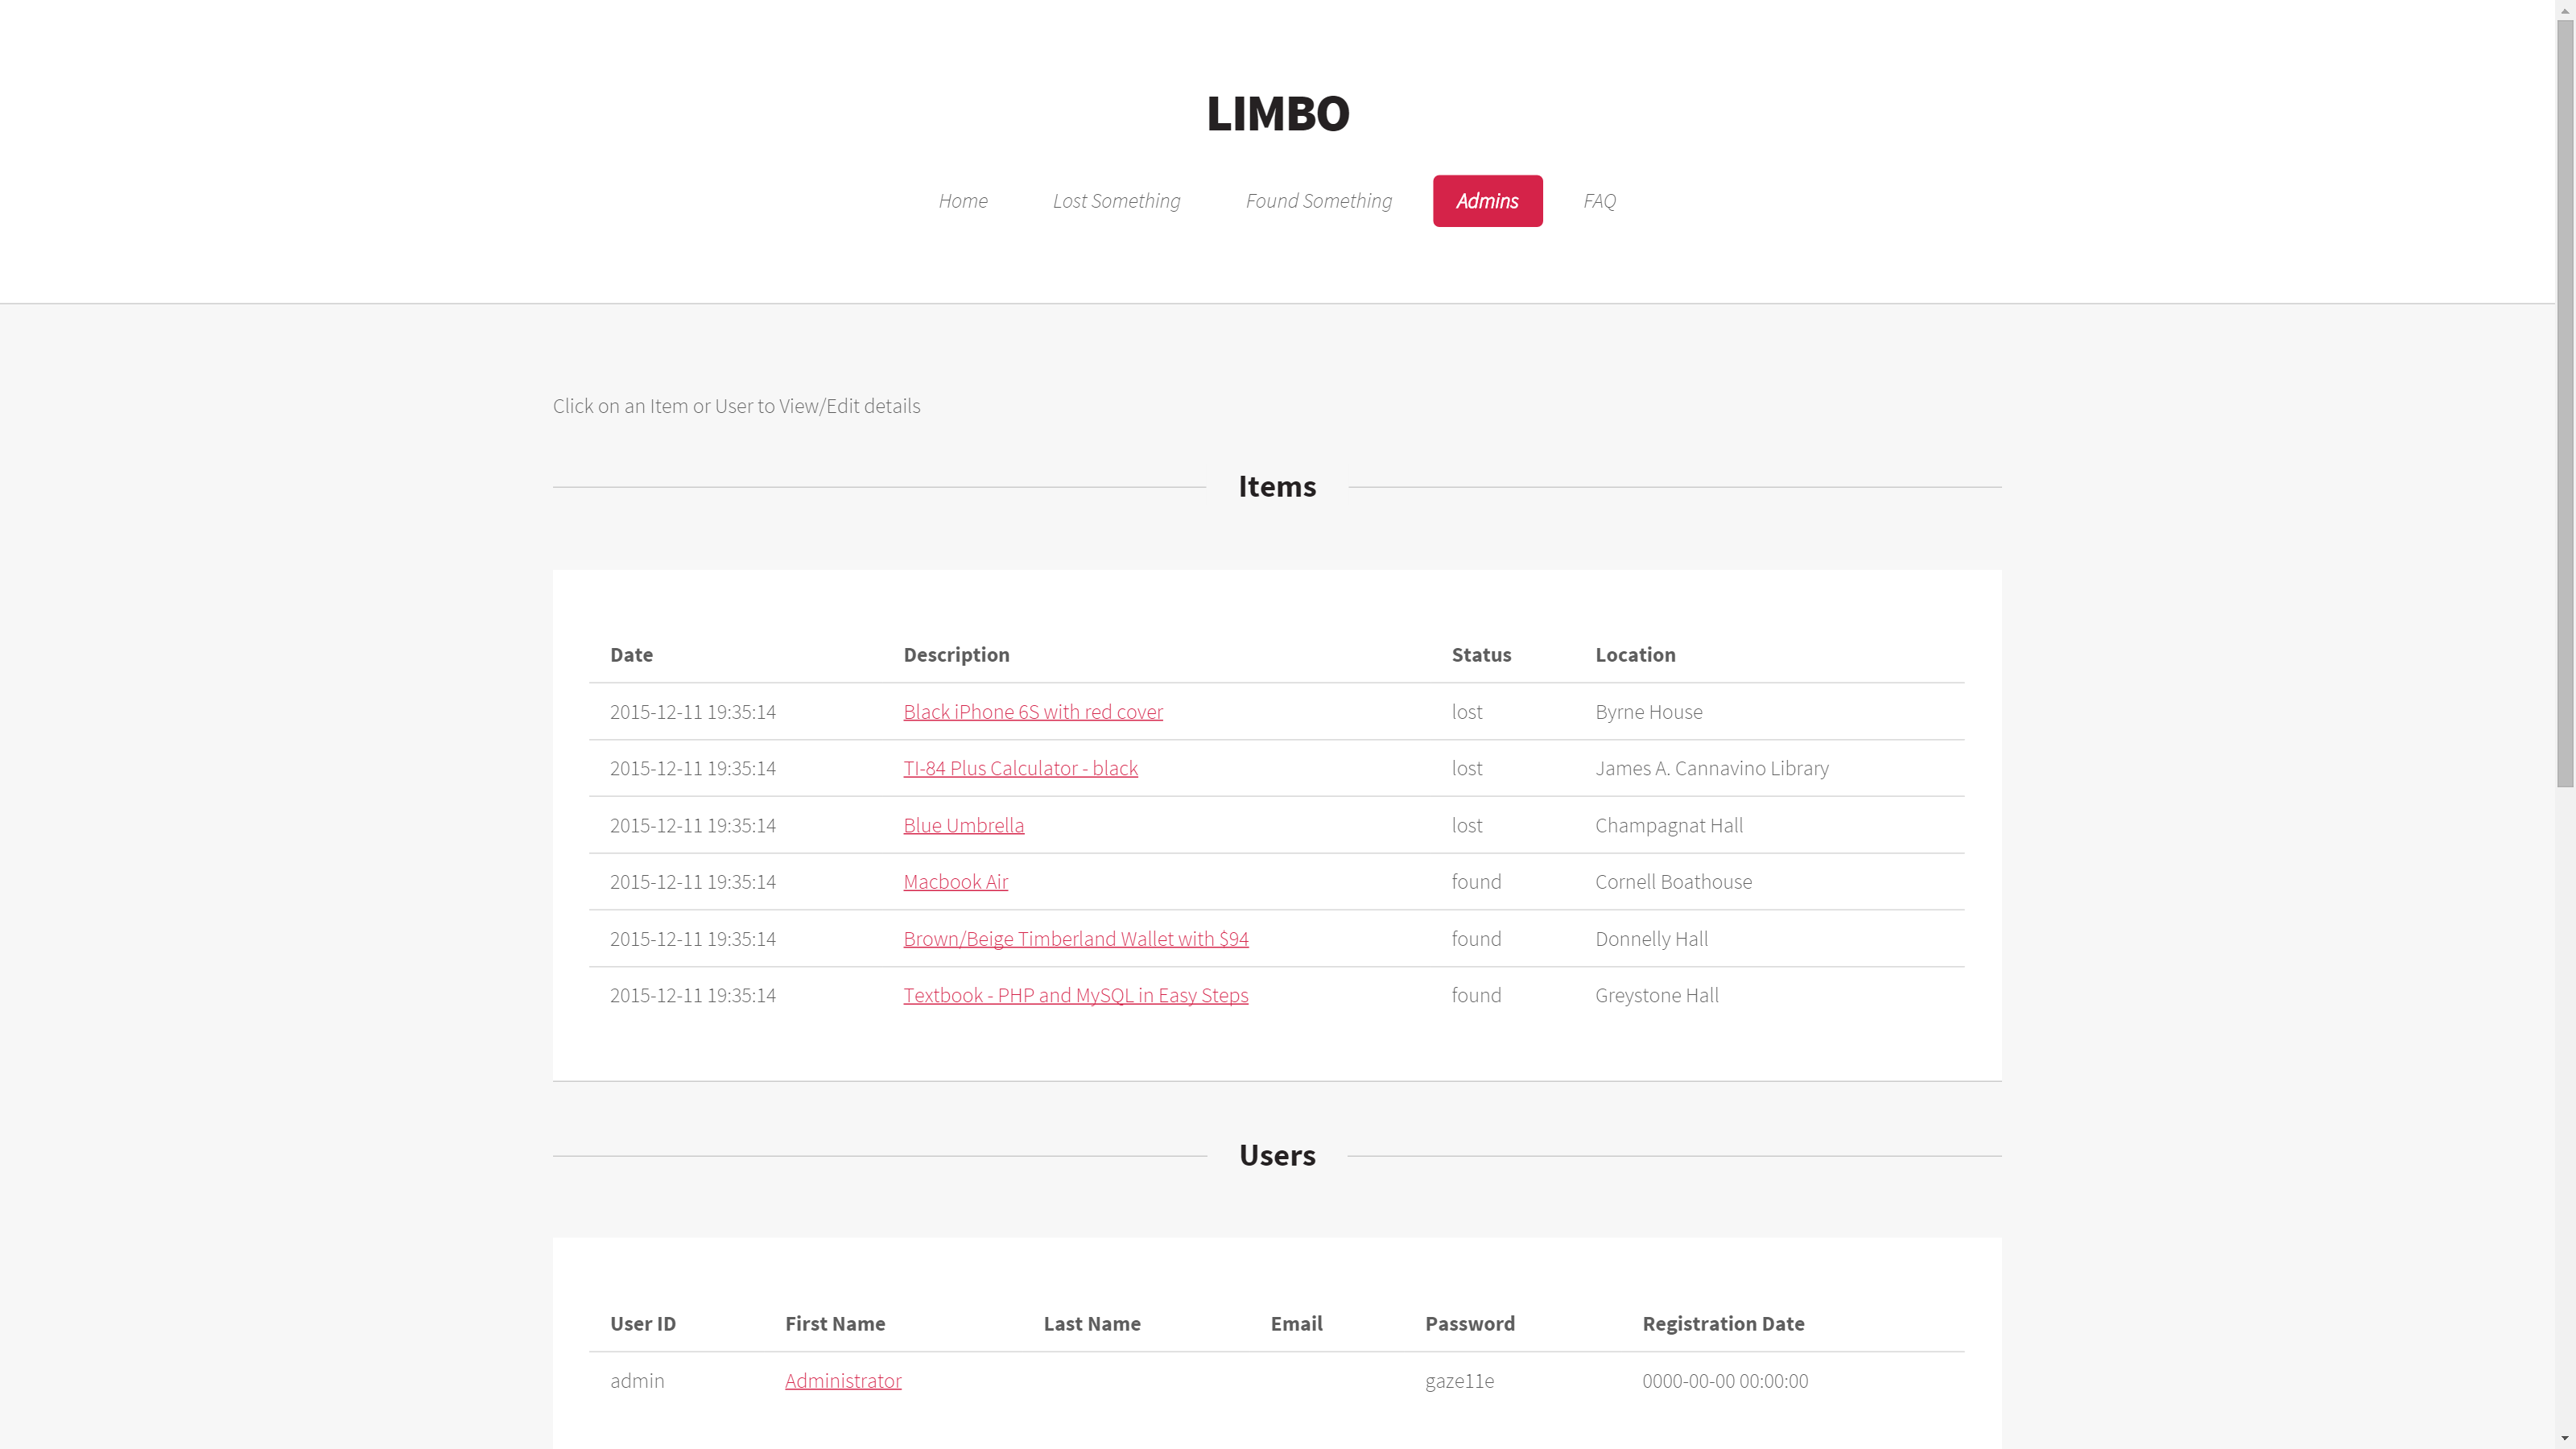 LIMBO
Home Lost Something Found Something Admins FAQ
Click on an Item or User to View/Edit details
Items
Date Description Status Location
2015-12-11 19:35:14 Black iPhone 6S with red cover lost Byrne House
2015-12-11 19:35:14 TI-84 Plus Calculator - black lost James A. Cannavino Library
2015-12-11 19:35:14 Blue Umbrella lost Champagnat Hall
2015-12-11 19:35:14 Macbook Air found Cornell Boathouse
2015-12-11 19:35:14 Brown/Beige Timberland Wallet with $94 found Donnelly Hall
2015-12-11 19:35:14 Textbook - PHP and MySQL in Easy Steps found Greystone Hall
Users
User ID First Name Last Name Email Password Registration Date
admin Administrator gaze11e 0000-00-00 00:00:00